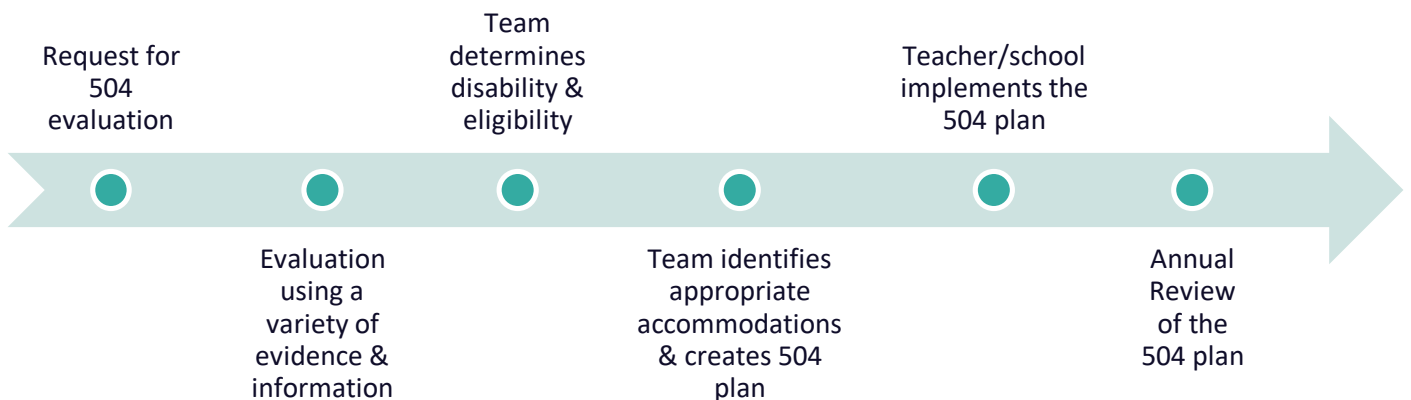 Request for
504
evaluation
Evaluation
using a
variety of
evidence &
information
Team
determines
disability &
eligibility
Team identifies
appropriate
accommodations
& creates 504
plan
Teacher/school
implements the
504 plan
Annual
Review
of the
504 plan